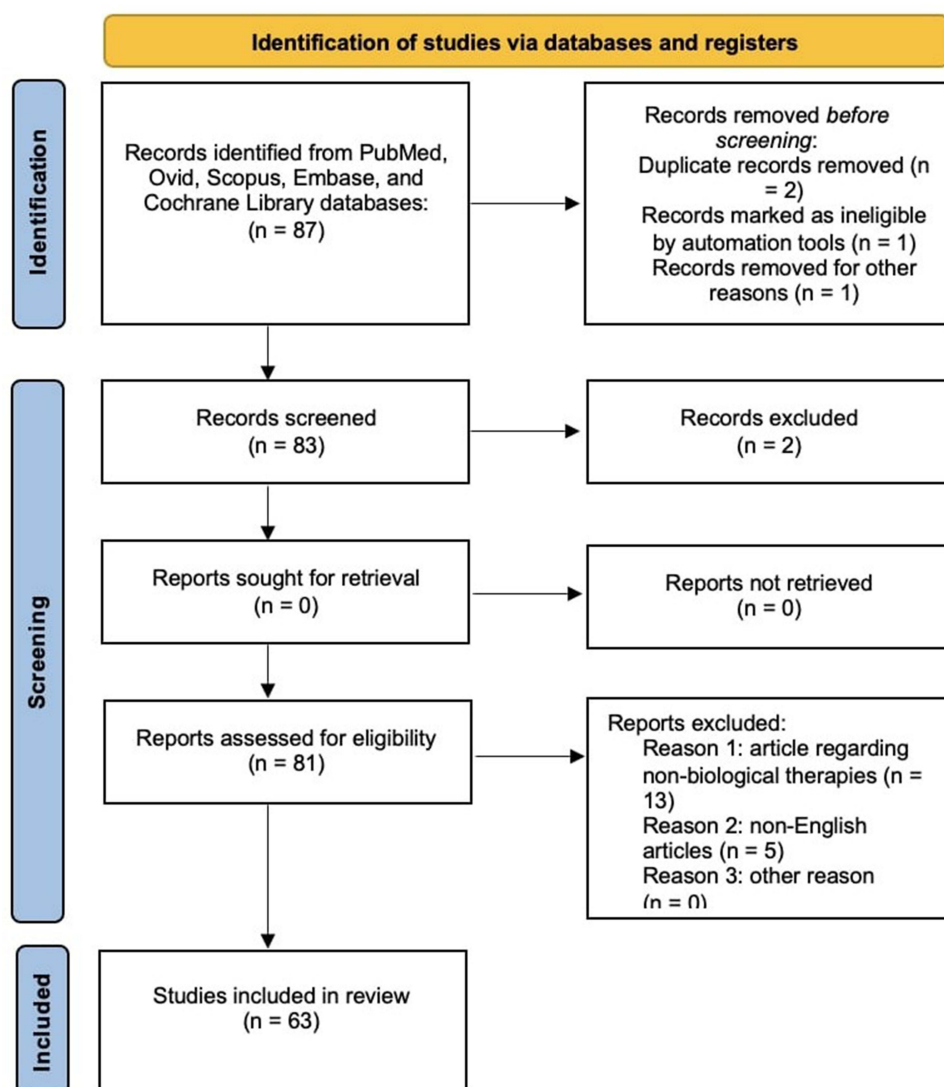 Identification of studies via databases and registers
Identification
Records identified from PubMed,
Ovid, Scopus, Embase, and
Cochrane Library databases:
(n = 87)
Records removed before
screening:
Duplicate records removed (n
= 2)
Records marked as ineligible
by automation tools (n = 1)
Records removed for other
reasons (n = 1)
Screening
Records screened
(n = 83)
Records excluded
(n = 2)
Reports sought for retrieval
(n = 0)
Reports not retrieved
(n = 0)
Reports assessed for eligibility
(n = 81)
Reports excluded:
Reason 1: article regarding
non-biological therapies (n =
13)
Reason 2: non-English
articles (n = 5)
Reason 3: other reason
(n = 0)
Included
Studies included in review
(n = 63)